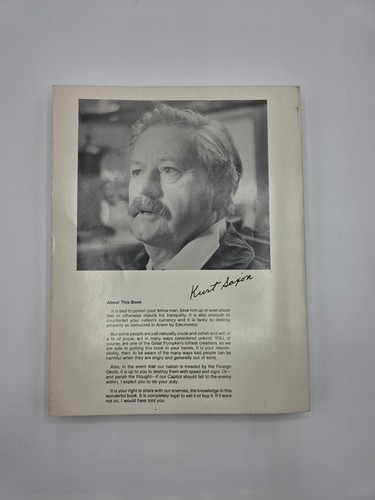 Kurt Saxon
About This Book
It is bad to poison your fellow man, blow him up or even shoot
him or otherwise disturb his tranquility. It is also uncouth to
counterfeit your nation's currency and it is tacky to destroy
property as instructed in Arson by Electronics.
But some people are just naturally crude and oafish and will, in
a fit of pique, act in many ways considered unkind. YOU, of
course, are one of the Great Pumpkin's loftiest creations, so we
are safe in putting this book in your hands. It is your respon-
sibility, then, to be aware of the many ways bad people can be
harmful when they are angry and generally out of sorts.
Also, in the event that our nation is invaded by the Foreign
Devils, it is up to you to destroy them with speed and vigor. Or—
and perish the thought—if our Capitol should fall to the enemy
within, I expect you to do your duty.
It is your right to share with our enemies, the knowledge in this
wonderful book. It is completely legal to sell it or buy it. If it were
not so, I would have told you.